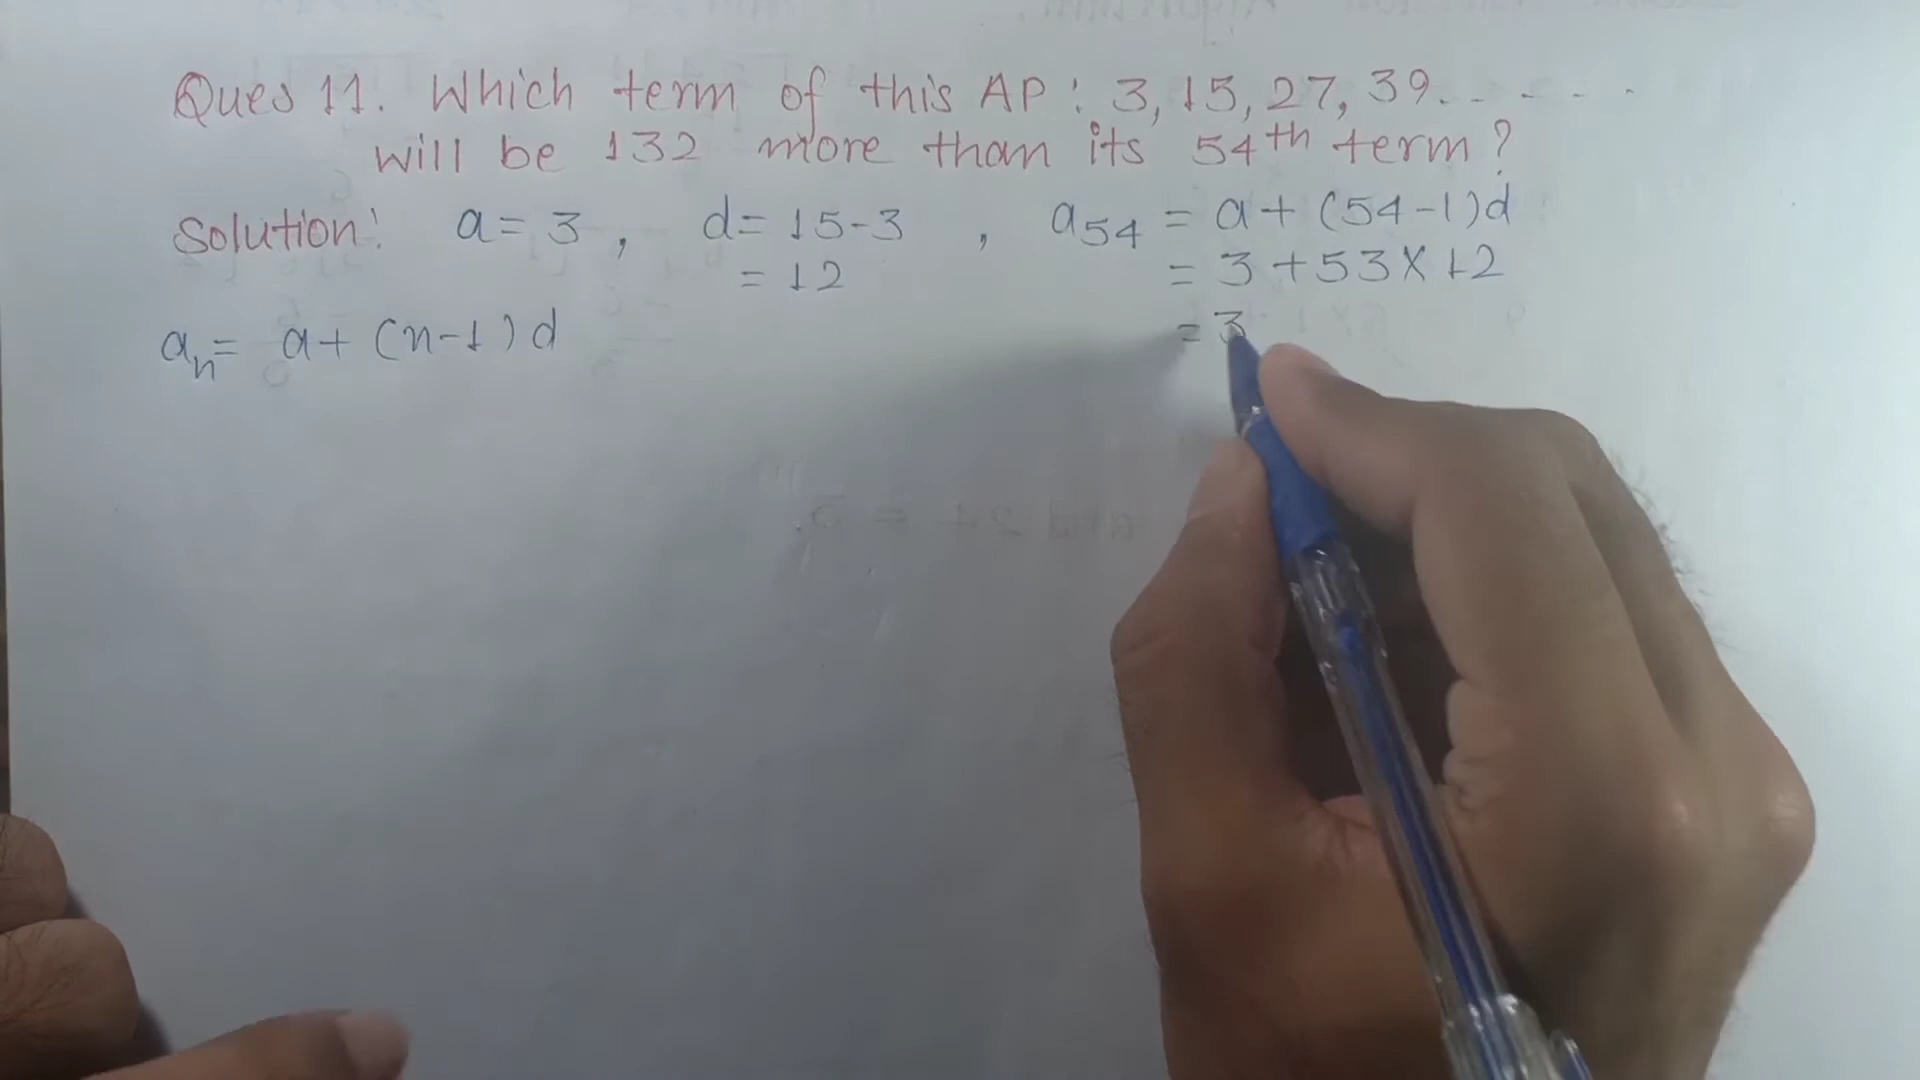 Ques 11. Which term of this AP : 3, 15, 27, 39......
will be 132 more than its 54th term?
Solution: a = 3 , d = 15-3 , a54 = a + (54-1)d
= 12 = 3 + 53 × 12
an = a + (n-1) d = 3